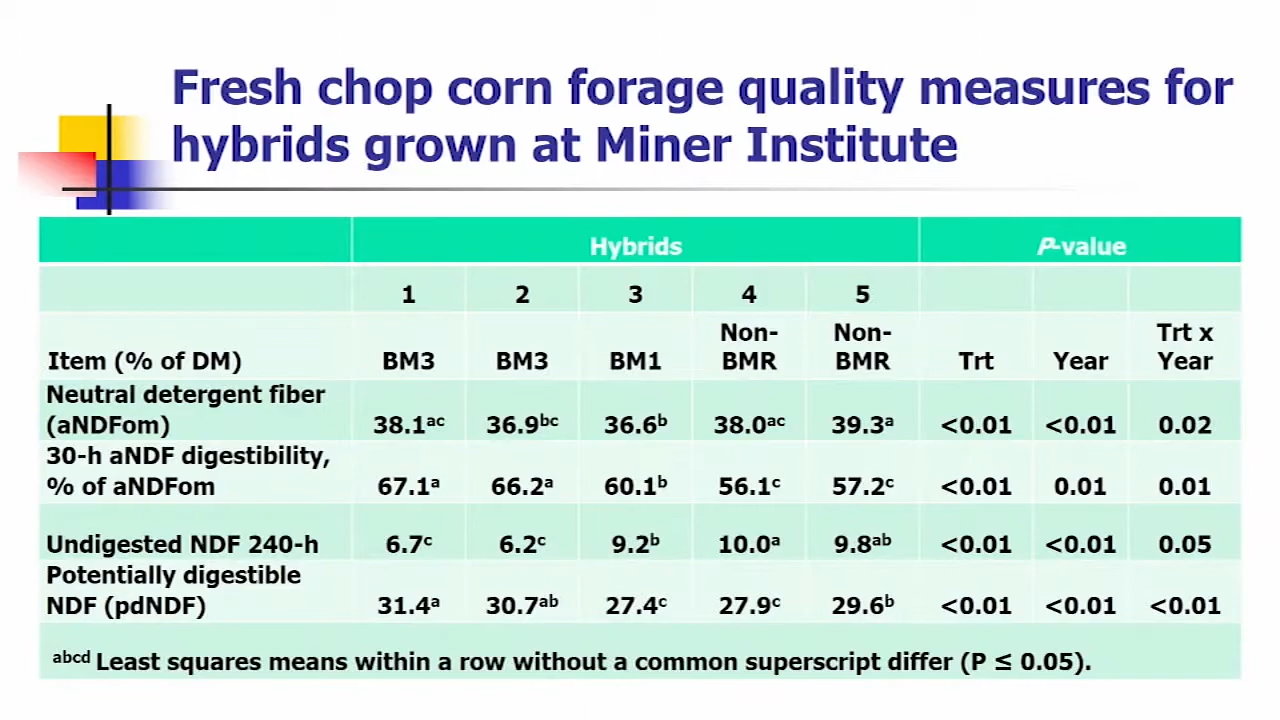 Fresh chop corn forage quality measures for
hybrids grown at Miner Institute
Hybrids P-value
1 2 3 4 5
Item (% of DM) BM3 BM3 BM1 Non-BMR Non-BMR Trt Year Trt x Year
Neutral detergent fiber
(aNDFom) 38.1ac 36.9bc 36.6b 38.0ac 39.3a <0.01 <0.01 0.02
30-h aNDF digestibility,
% of aNDFom 67.1a 66.2a 60.1b 56.1c 57.2c <0.01 0.01 0.01
Undigested NDF 240-h 6.7c 6.2c 9.2b 10.0a 9.8ab <0.01 <0.01 0.05
Potentially digestible
NDF (pdNDF) 31.4a 30.7ab 27.4c 27.9c 29.6b <0.01 <0.01 <0.01
abcd Least squares means within a row without a common superscript differ (P ≤ 0.05).